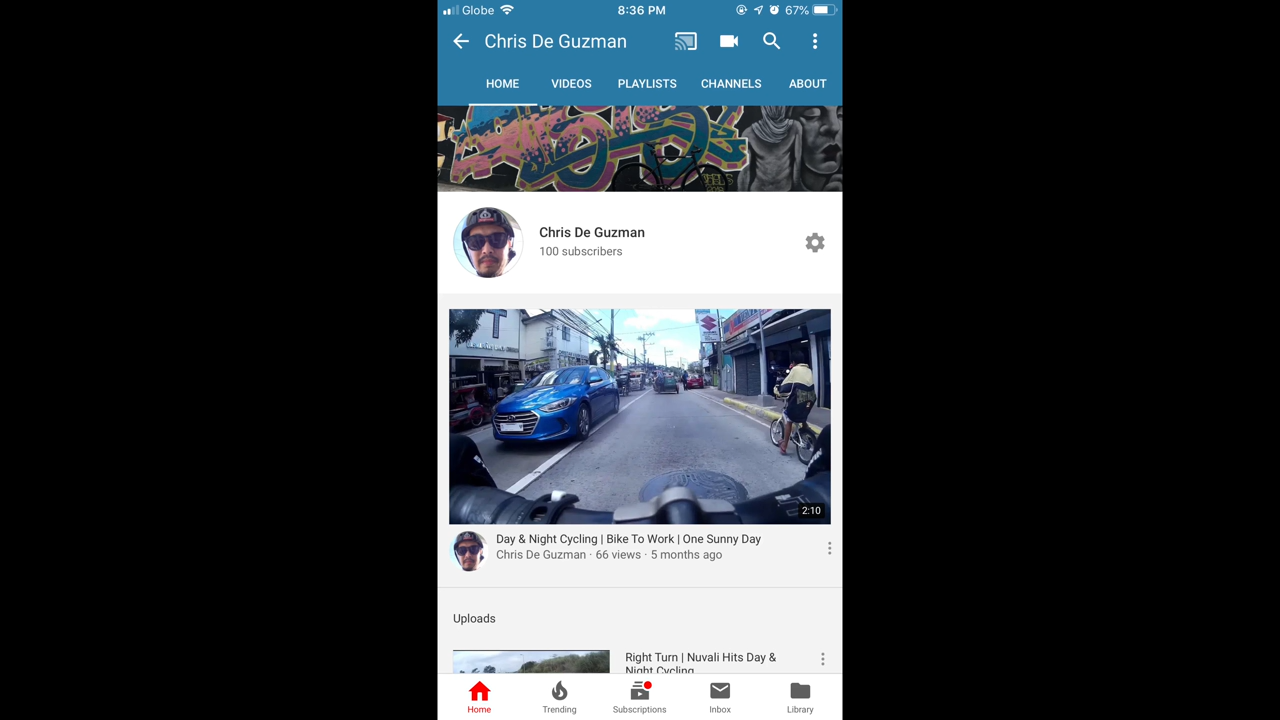 Globe 8:36 PM 67%
Chris De Guzman
HOME VIDEOS PLAYLISTS CHANNELS ABOUT
Chris De Guzman
100 subscribers
2:10
Day & Night Cycling | Bike To Work | One Sunny Day
Chris De Guzman · 66 views · 5 months ago
Uploads
Right Turn | Nuvali Hits Day &
Night Cycling
Home Trending Subscriptions Inbox Library